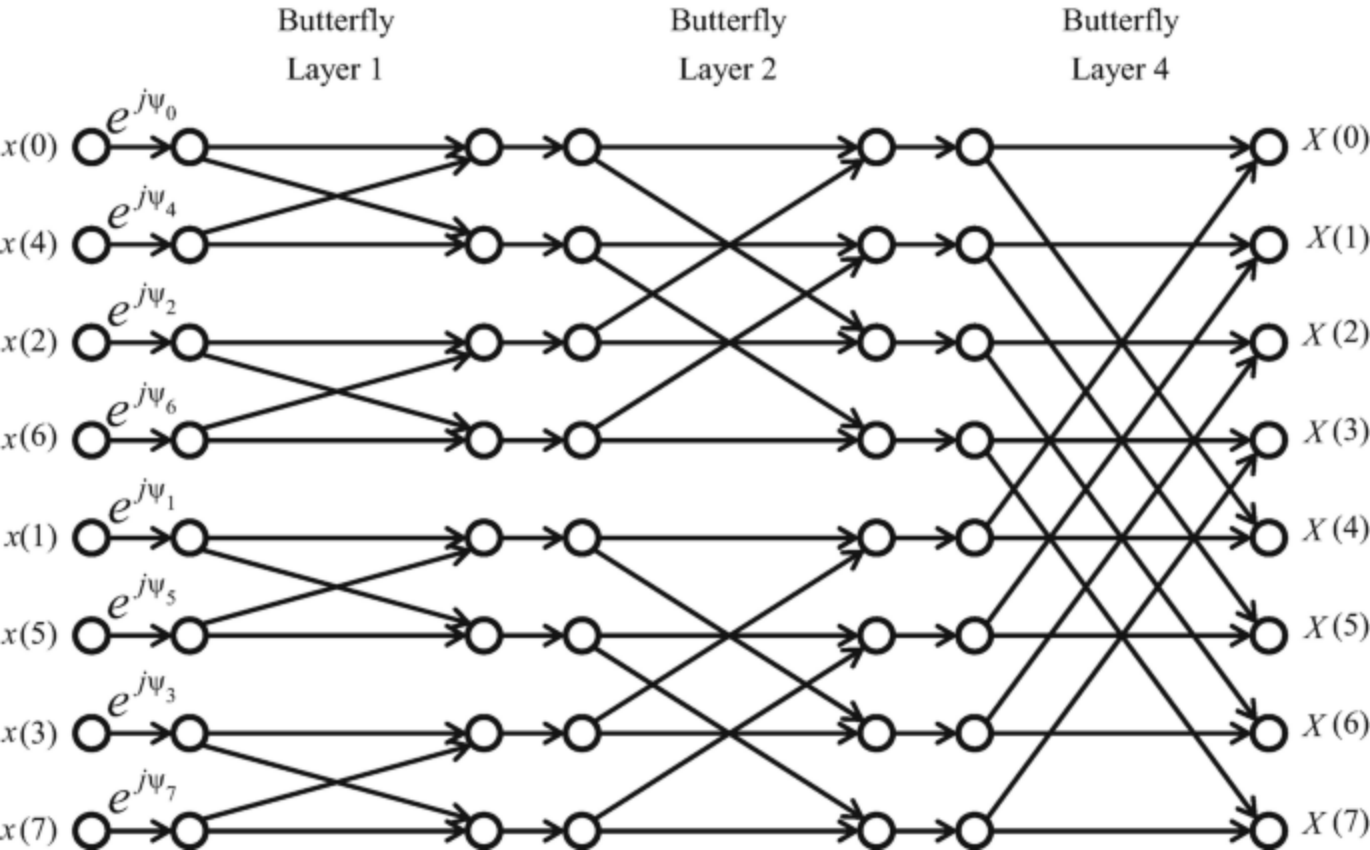 Butterfly Butterfly Butterfly
Layer 1 Layer 2 Layer 4
x(0) e^{jψ_0} X(0)
x(4) e^{jψ_4} X(1)
x(2) e^{jψ_2} X(2)
x(6) e^{jψ_6} X(3)
x(1) e^{jψ_1} X(4)
x(5) e^{jψ_5} X(5)
x(3) e^{jψ_3} X(6)
x(7) e^{jψ_7} X(7)